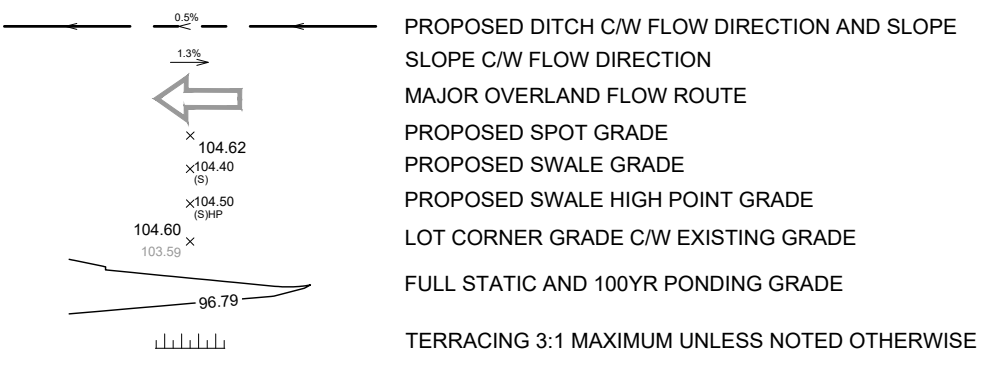 0.5%
PROPOSED DITCH C/W FLOW DIRECTION AND SLOPE
1.3%
SLOPE C/W FLOW DIRECTION
MAJOR OVERLAND FLOW ROUTE
PROPOSED SPOT GRADE
104.62
104.40
(S)
PROPOSED SWALE GRADE
104.50
(S)HP
PROPOSED SWALE HIGH POINT GRADE
104.60
103.59
LOT CORNER GRADE C/W EXISTING GRADE
FULL STATIC AND 100YR PONDING GRADE
96.79
TERRACING 3:1 MAXIMUM UNLESS NOTED OTHERWISE